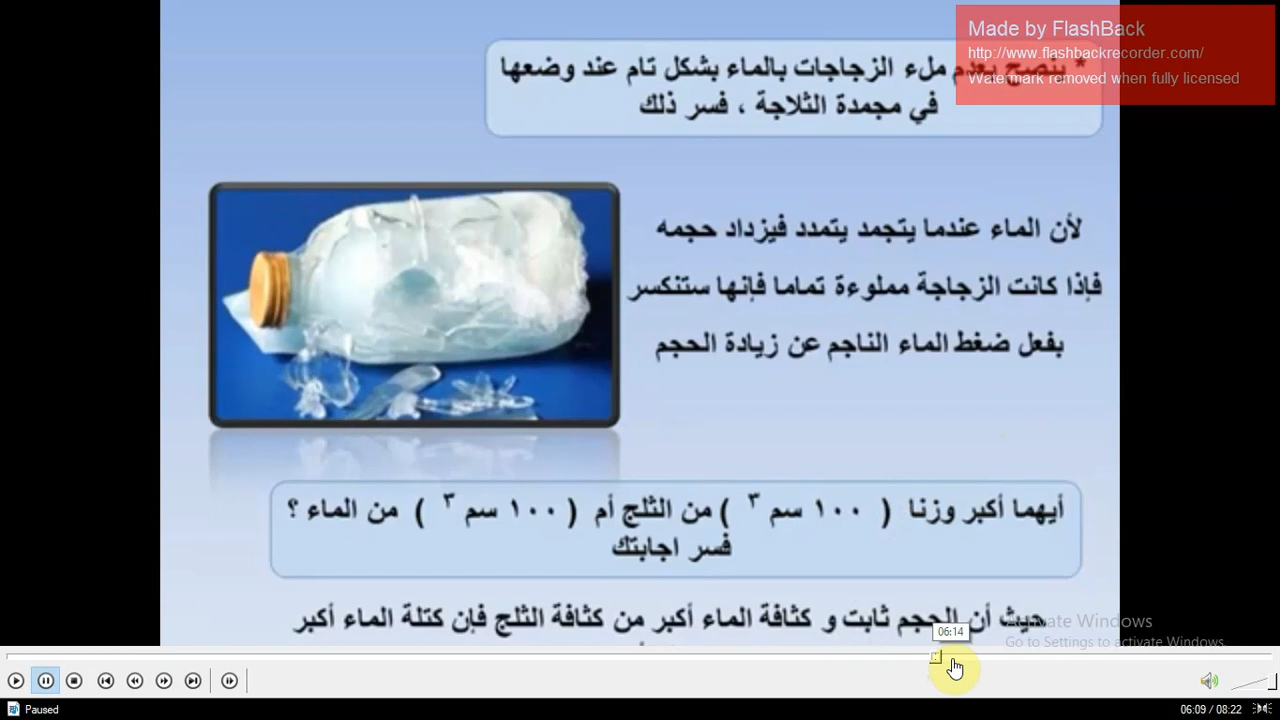 Made by FlashBack
http://www.flashbackrecorder.com/
Watermark removed when fully licensed
* ينصح بعدم ملء الزجاجات بالماء بشكل تام عند وضعها
في مجمدة الثلاجة ، فسر ذلك
لأن الماء عندما يتجمد يتمدد فيزداد حجمه
فإذا كانت الزجاجة مملوءة تماما فإنها ستنكسر
بفعل ضغط الماء الناجم عن زيادة الحجم
أيهما أكبر وزنا ( ١٠٠ سم ٣ ) من الثلج أم ( ١٠٠ سم ٣ ) من الماء ؟
فسر اجابتك
حيث أن الحجم ثابت و كثافة الماء أكبر من كثافة الثلج فإن كتلة الماء أكبر
Activate Windows
Go to Settings to activate Windows.
06:14
Paused
06:09 / 08:22